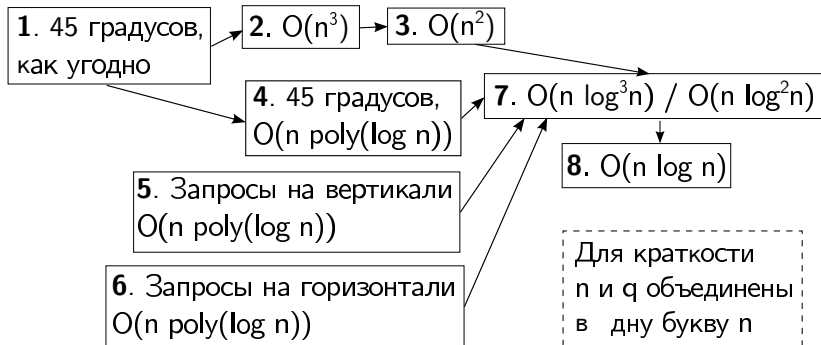 1. 45 градусов,
как угодно
2. O(n³)
3. O(n²)
4. 45 градусов,
O(n poly(log n))
7. O(n log³n) / O(n log²n)
8. O(n log n)
5. Запросы на вертикали
O(n poly(log n))
6. Запросы на горизонтали
O(n poly(log n))
Для краткости
n и q объединены
в дну букву n